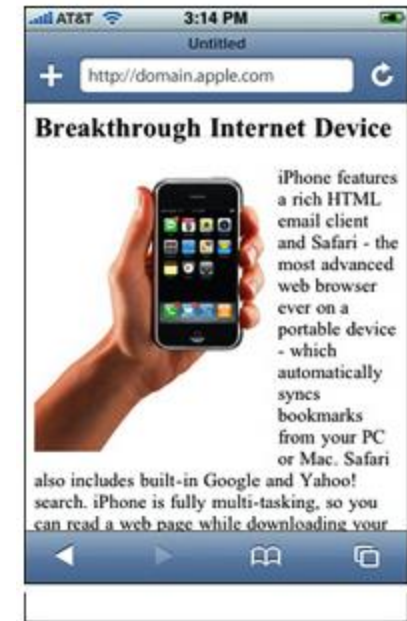 AT&T 3:14 PM
Untitled
http://domain.apple.com
Breakthrough Internet Device
iPhone features
a rich HTML
email client
and Safari - the
most advanced
web browser
ever on a
portable device
- which
automatically
syncs
bookmarks
from your PC
or Mac. Safari
also includes built-in Google and Yahoo!
search. iPhone is fully multi-tasking, so you
can read a web page while downloading your